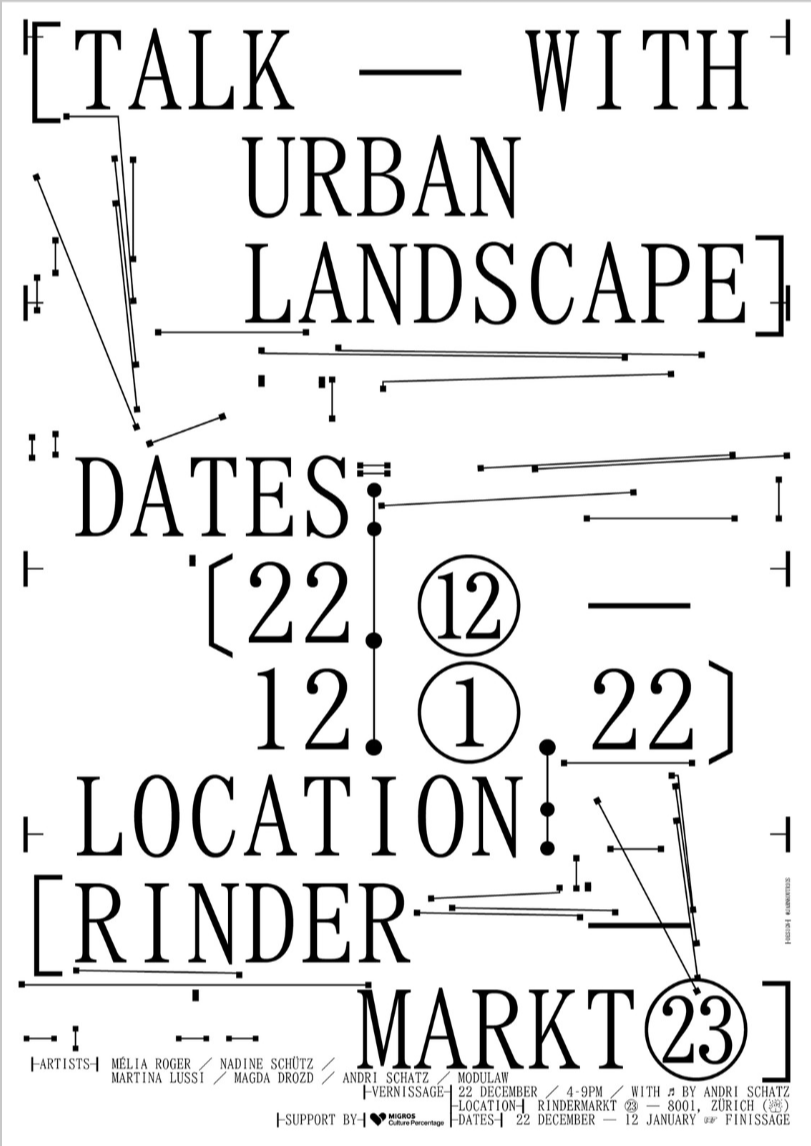 [TALK — WITH
URBAN
LANDSCAPE]
DATES:
[22. ⑫ —
12. ① 22]
LOCATION:
[RINDER —
MARKT ㉓]
ARTISTS MÉLIA ROGER / NADINE SCHÜTZ /
MARTINA LUSSI / MAGDA DROZD / ANDRI SCHATZ / MODULAW
VERNISSAGE 22 DECEMBER / 4-9PM / WITH ♬ BY ANDRI SCHATZ
LOCATION RINDERMARKT ㉓ — 8001, ZÜRICH
SUPPORT BY MIGROS Culture Percentage
DATES 22 DECEMBER — 12 JANUARY ☞ FINISSAGE